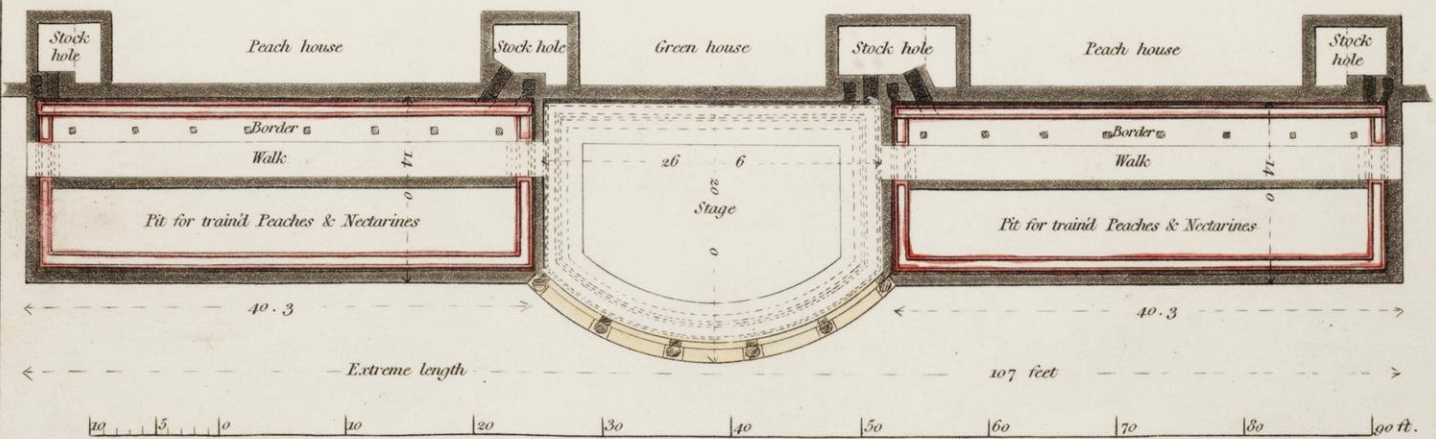 Stock hole
Peach house
Stock hole
Green house
Stock hole
Peach house
Stock hole
Border
Walk
14 0
Pit for train'd Peaches & Nectarines
26 6
20 0
Stage
Border
Walk
14 0
Pit for train'd Peaches & Nectarines
40.3
40.3
Extreme length 107 feet
10 5 0 10 20 30 40 50 60 70 80 90 ft.